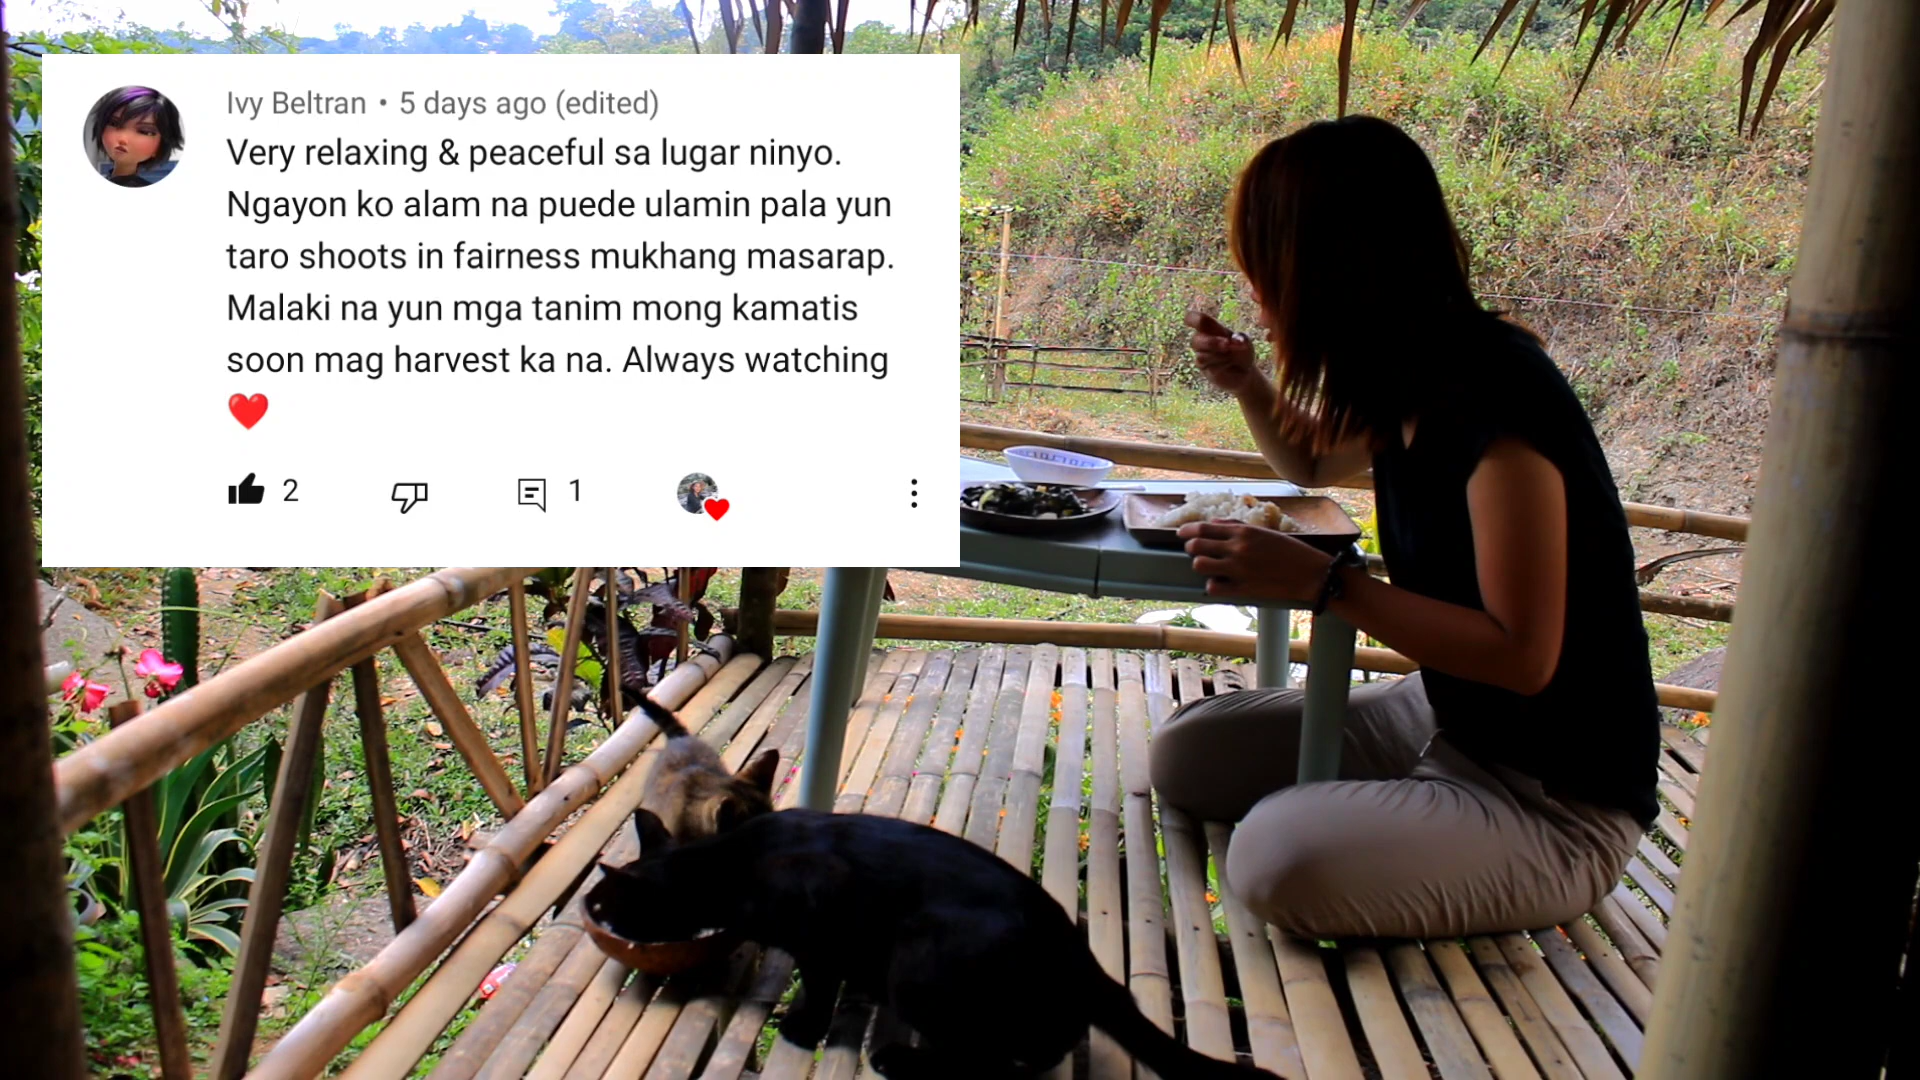 Ivy Beltran • 5 days ago (edited)
Very relaxing & peaceful sa lugar ninyo.
Ngayon ko alam na puede ulamin pala yun
taro shoots in fairness mukhang masarap.
Malaki na yun mga tanim mong kamatis
soon mag harvest ka na. Always watching
❤️
2 1